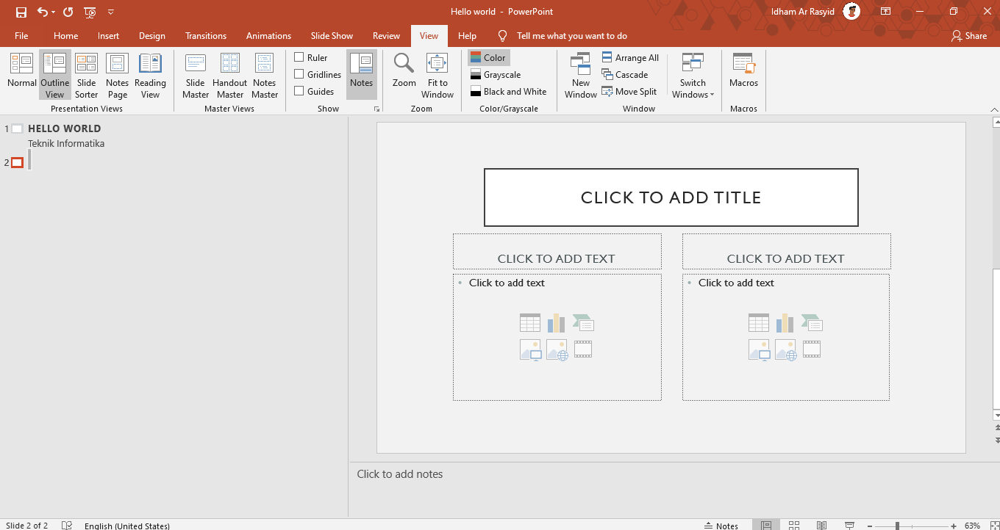 Hello world - PowerPoint
Idham Ar Rasyid
File Home Insert Design Transitions Animations Slide Show Review View Help Tell me what you want to do Share
Normal
Outline View
Slide Sorter
Notes Page
Reading View
Presentation Views
Slide Master
Handout Master
Notes Master
Master Views
Ruler
Gridlines
Guides
Notes
Show
Zoom
Fit to Window
Zoom
Color
Grayscale
Black and White
Color/Grayscale
New Window
Arrange All
Cascade
Move Split
Switch Windows
Window
Macros
Macros
1 HELLO WORLD
Teknik Informatika
2
CLICK TO ADD TITLE
CLICK TO ADD TEXT
• Click to add text
CLICK TO ADD TEXT
• Click to add text
Click to add notes
Slide 2 of 2 English (United States) Notes 63%